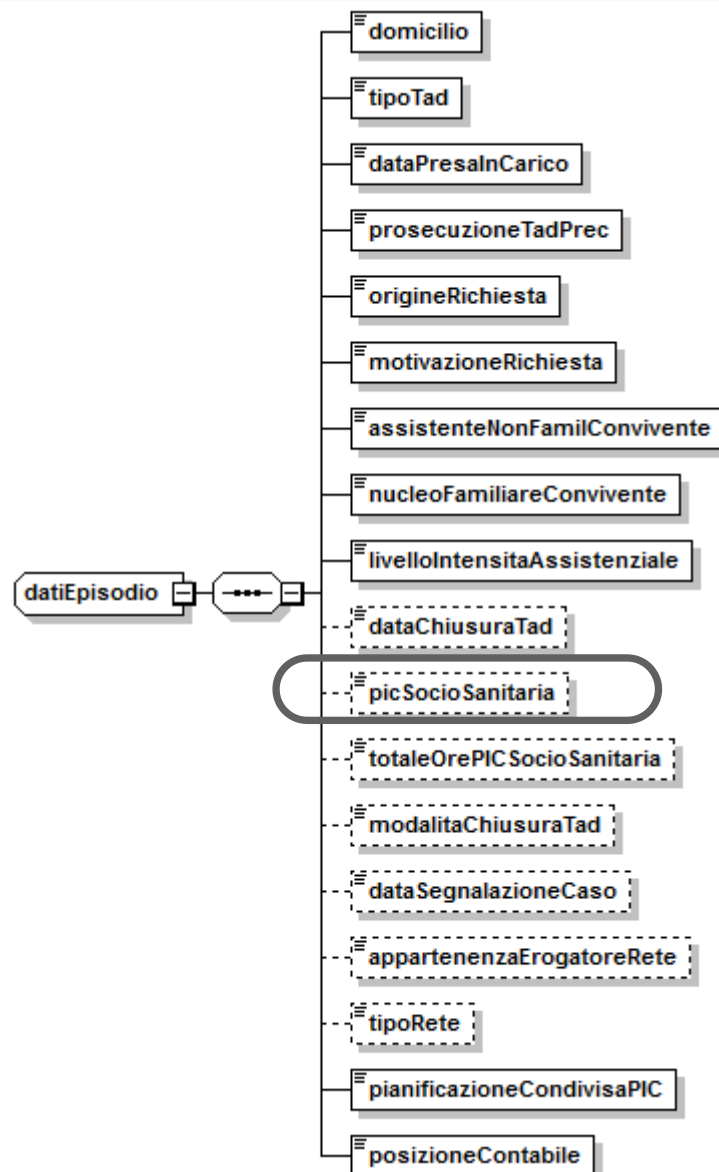 domicilio
tipoTad
dataPresaInCarico
prosecuzioneTadPrec
origineRichiesta
motivazioneRichiesta
assistenteNonFamilConvivente
nucleoFamiliareConvivente
livelloIntensitaAssistenziale
datiEpisodio
dataChiusuraTad
picSocioSanitaria
totaleOrePICSocioSanitaria
modalitaChiusuraTad
dataSegnalazioneCaso
appartenenzaErogatoreRete
tipoRete
pianificazioneCondivisaPIC
posizioneContabile